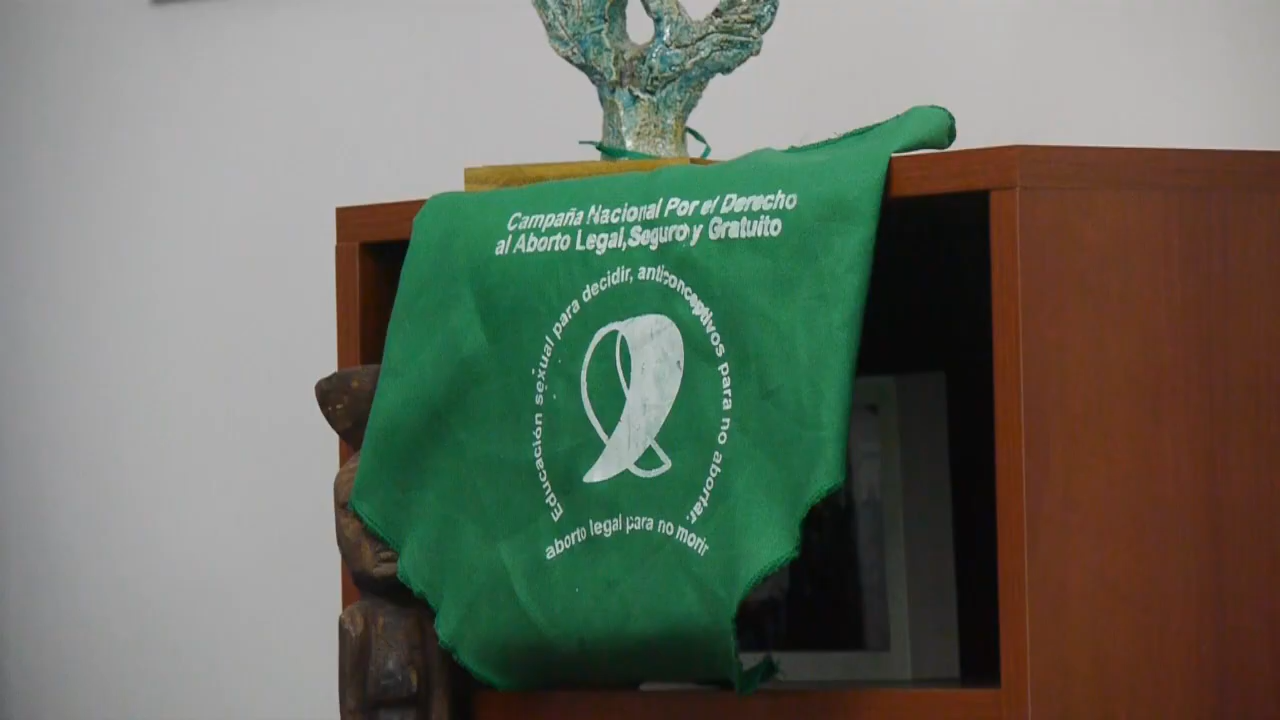 Campaña Nacional Por el Derecho
al Aborto Legal, Seguro y Gratuito
Educación sexual para decidir, anticonceptivos para no abortar,
aborto legal para no morir